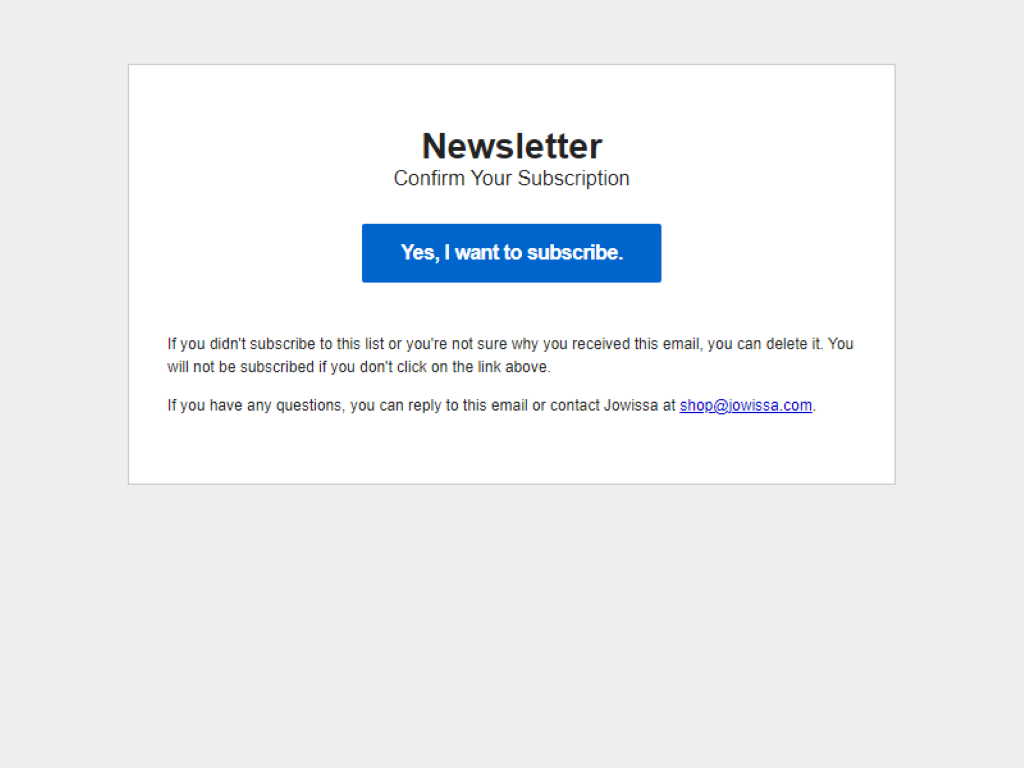 Newsletter
Confirm Your Subscription
Yes, I want to subscribe.
If you didn't subscribe to this list or you're not sure why you received this email, you can delete it. You
will not be subscribed if you don't click on the link above.
If you have any questions, you can reply to this email or contact Jowissa at shop@jowissa.com.